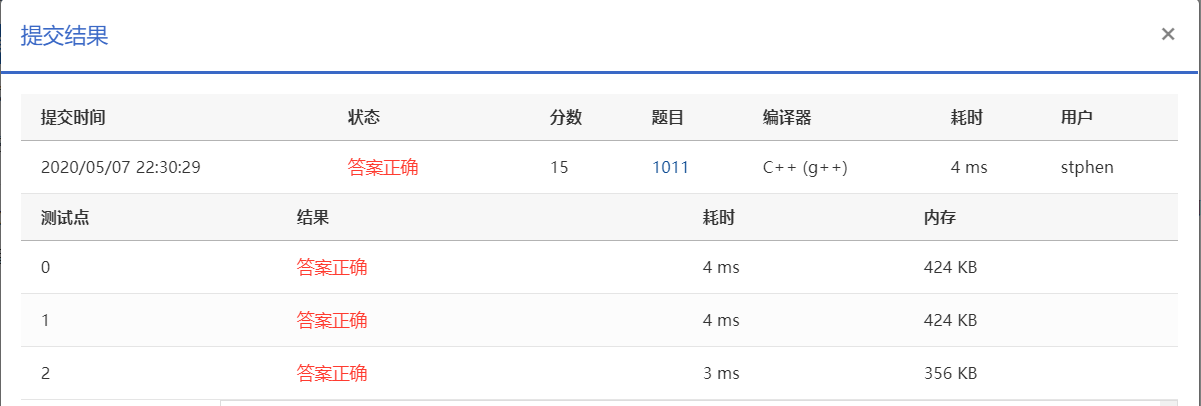 提交结果 ×
提交时间 状态 分数 题目 编译器 耗时 用户
2020/05/07 22:30:29 答案正确 15 1011 C++ (g++) 4 ms stphen
测试点 结果 耗时 内存
0 答案正确 4 ms 424 KB
1 答案正确 4 ms 424 KB
2 答案正确 3 ms 356 KB